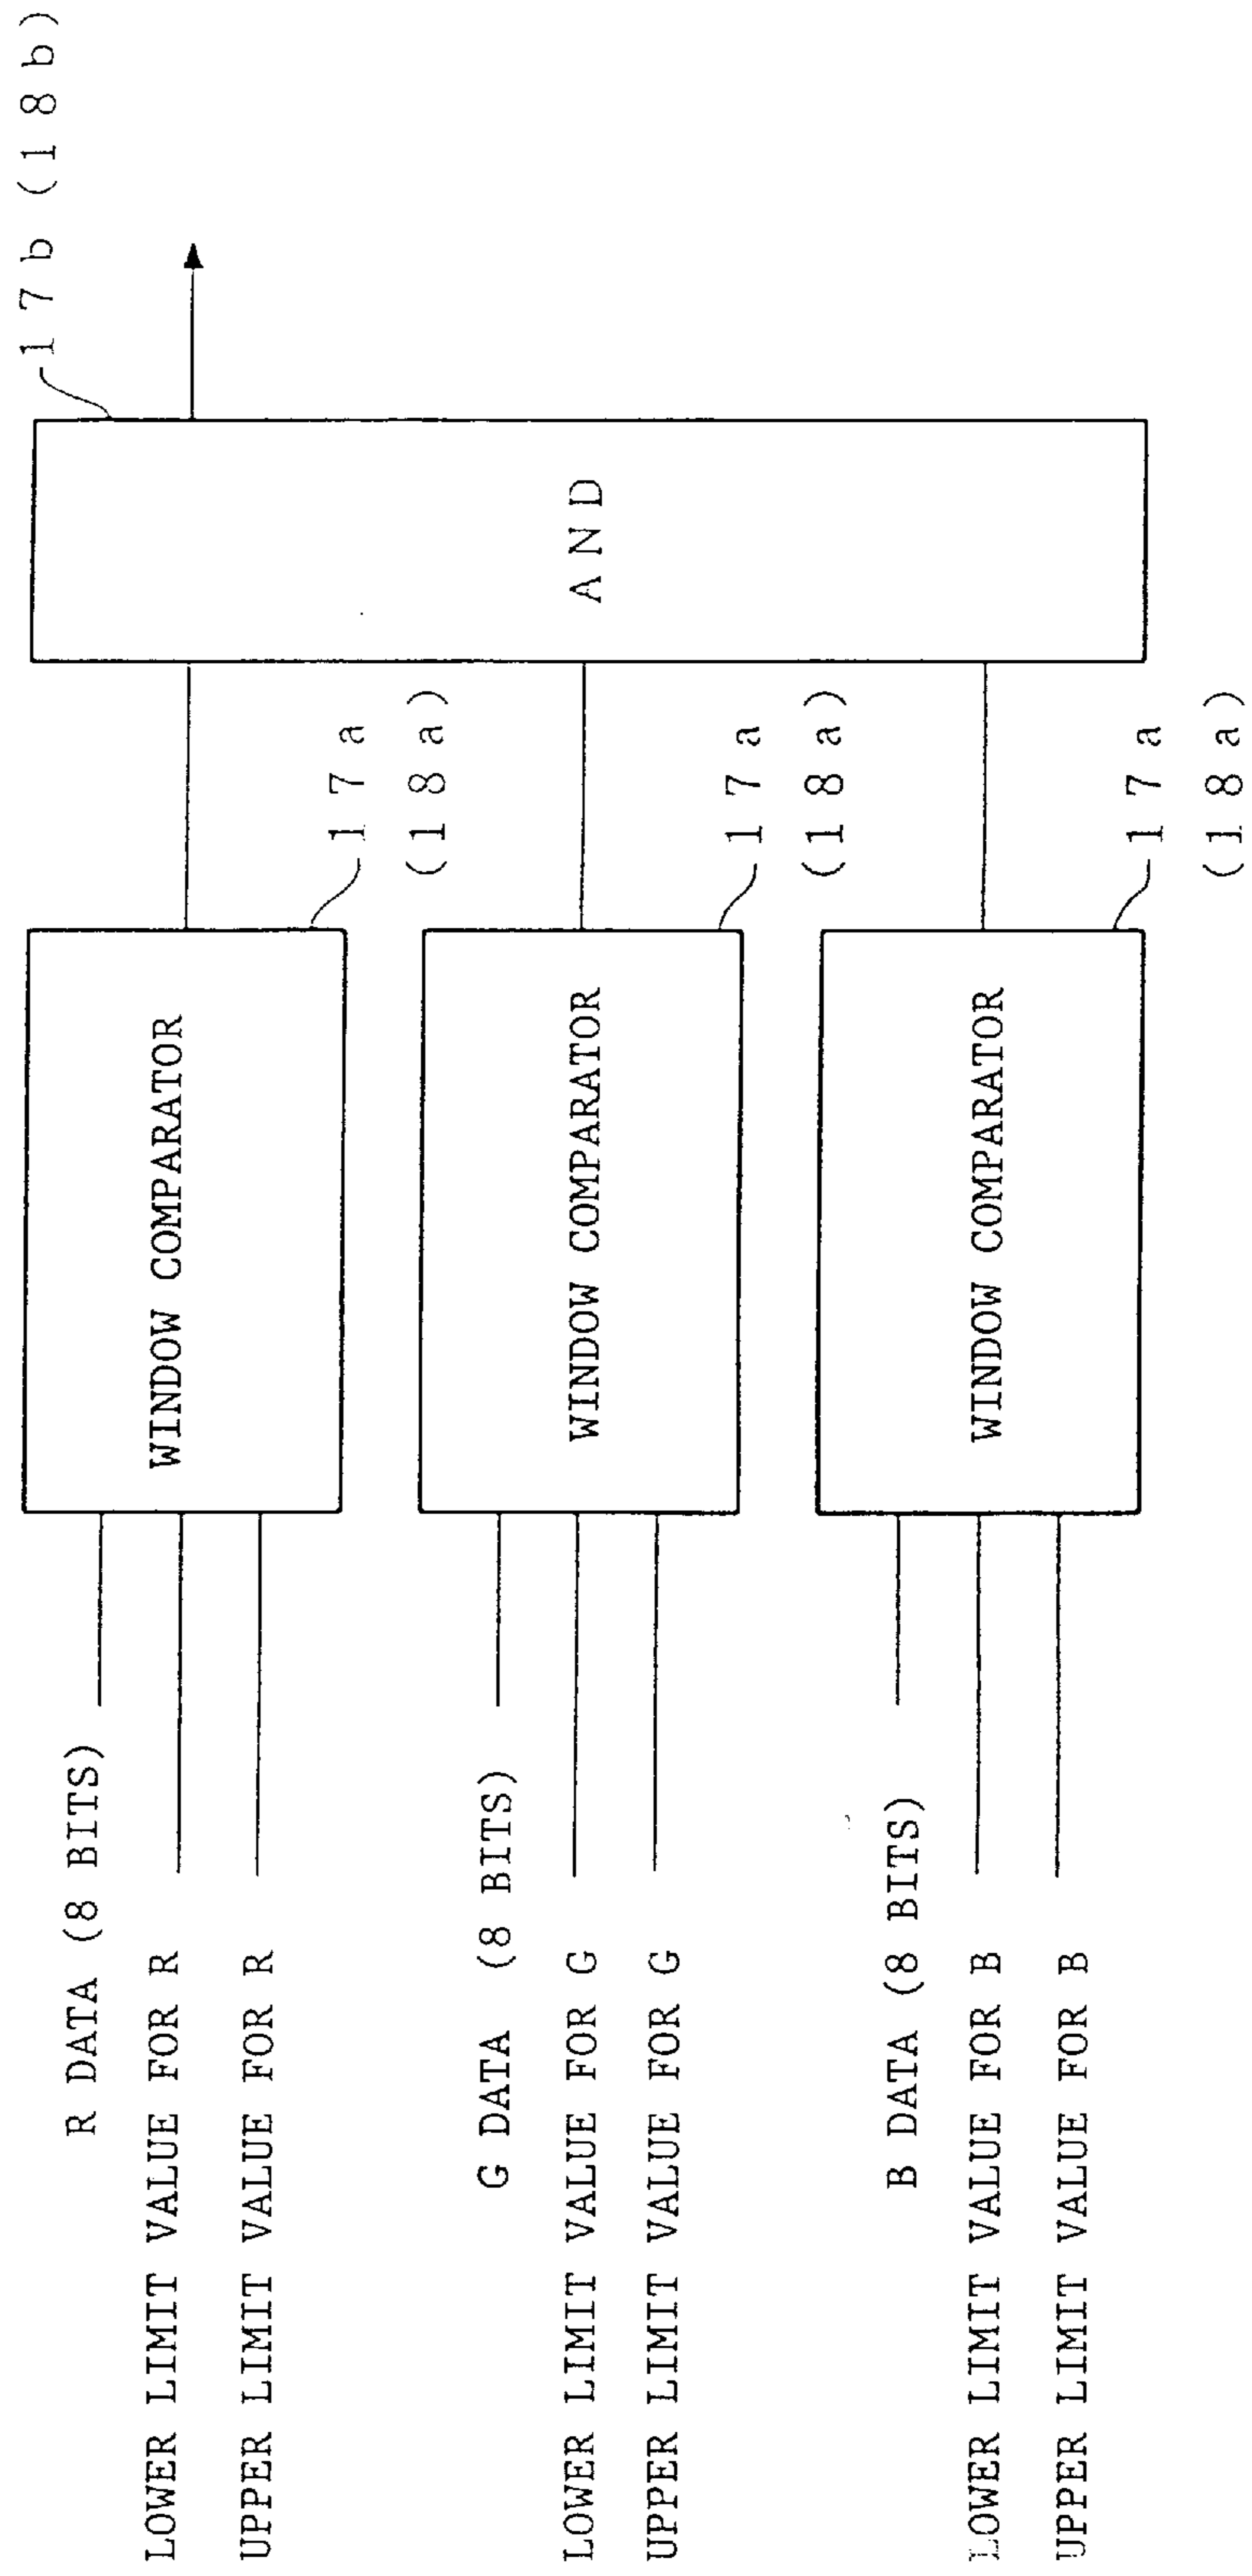 R DATA (8 BITS)
LOWER LIMIT VALUE FOR R
UPPER LIMIT VALUE FOR R
WINDOW COMPARATOR
17a
(18a)
G DATA (8 BITS)
LOWER LIMIT VALUE FOR G
UPPER LIMIT VALUE FOR G
WINDOW COMPARATOR
17a
(18a)
B DATA (8 BITS)
LOWER LIMIT VALUE FOR B
UPPER LIMIT VALUE FOR B
WINDOW COMPARATOR
17a
(18a)
AND
17b (18b)